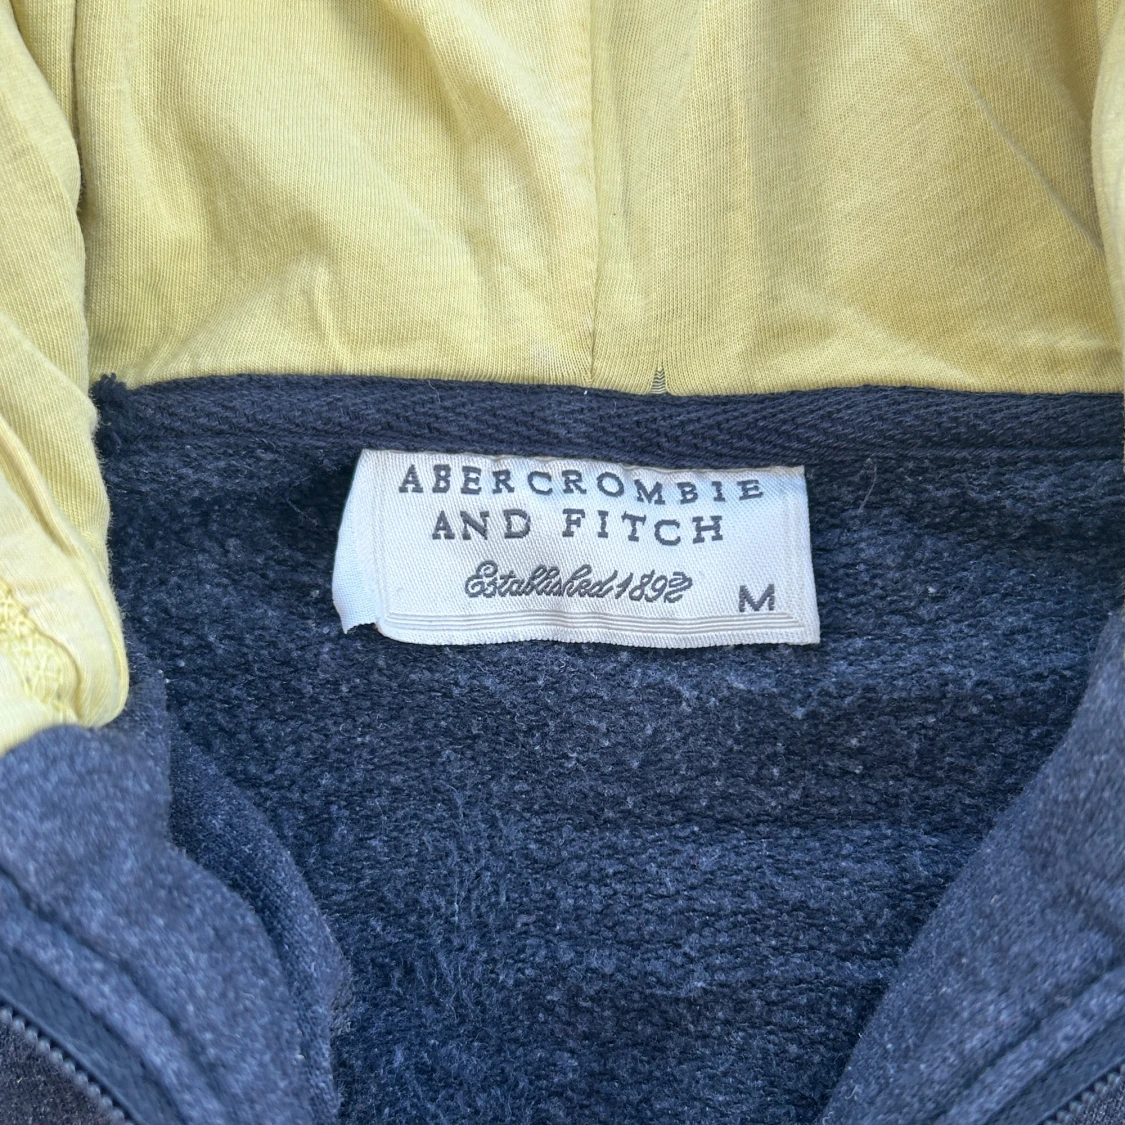 ABERCROMBIE
AND FITCH
Established 1892
M